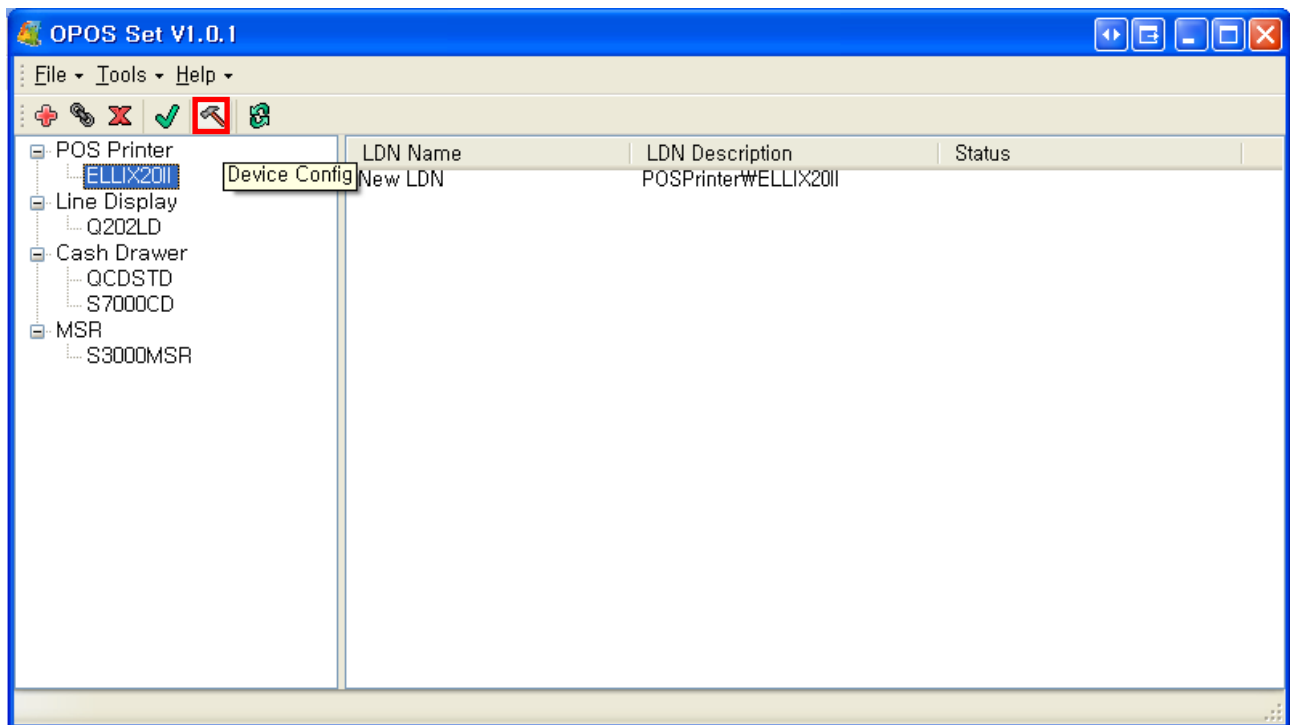 OPOS Set V1.0.1
File Tools Help
POS Printer
ELLIX20II
Line Display
Q202LD
Cash Drawer
QCDSTD
S7000CD
MSR
S3000MSR
Device Config
LDN Name LDN Description Status
New LDN POSPrinter₩ELLIX20II